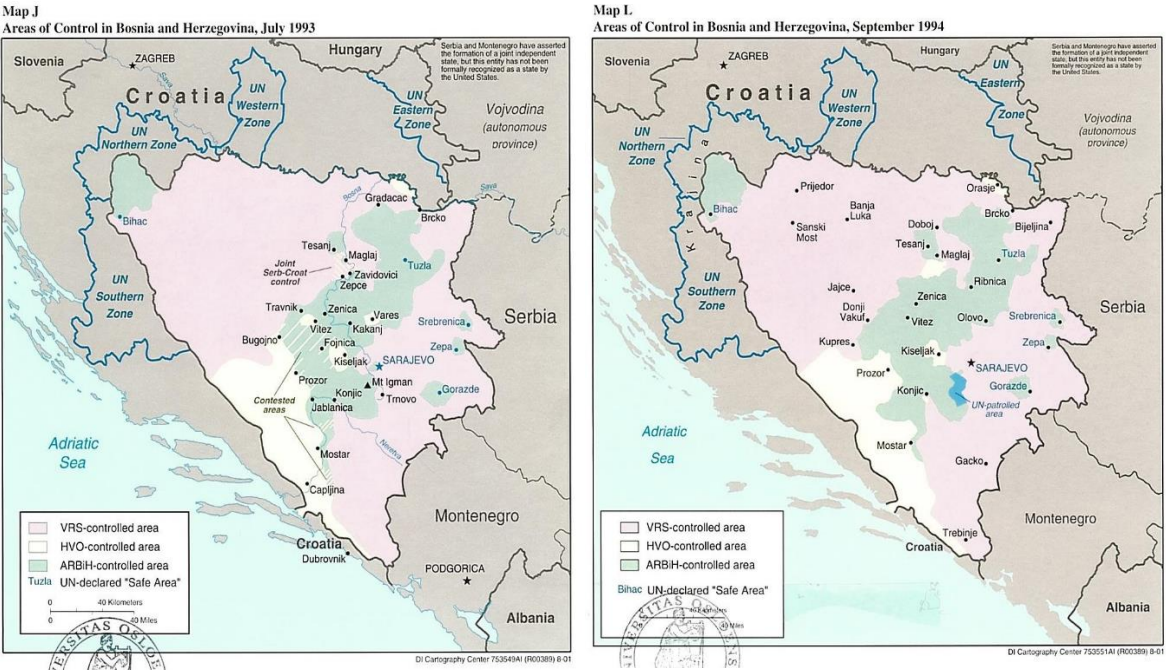 Map J
Areas of Control in Bosnia and Herzegovina, July 1993
Slovenia
ZAGREB
Sava
Hungary
Serbia and Montenegro have asserted
the formation of a joint independent
state, but this entity has not been
formally recognized as a state by
the United States.
Croatia
UN
Western
Zone
UN
Eastern
Zone
Vojvodina
(autonomous
province)
UN
Northern Zone
Bosna
Sava
Gradacac
Brcko
Bihac
Tesanj
Maglaj
Joint
Serb-Croat
control
Zavidovici
Zepce
Tuzla
UN
Southern
Zone
Travnik
Zenica
Vares
Vitez
Kakanj
Srebrenica
Serbia
Bugojno
Fojnica
Kiseljak
Zepa
SARAJEVO
Prozor
Mt Igman
Gorazde
Konjic
Trnovo
Contested
areas
Jablanica
Adriatic
Sea
Mostar
Neretva
Capljina
Montenegro
Croatia
Dubrovnik
PODGORICA
Albania
VRS-controlled area
HVO-controlled area
ARBiH-controlled area
Tuzla UN-declared "Safe Area"
0 40 Kilometers
0 40 Miles
ERSITAS OSLOE
DI Cartography Center 753549AI (R00389) 8-01
Map L
Areas of Control in Bosnia and Herzegovina, September 1994
Slovenia
ZAGREB
Hungary
Serbia and Montenegro have asserted
the formation of a joint independent
state, but this entity has not been
formally recognized as a state by
the United States.
Croatia
UN
Western
Zone
UN
Eastern
Zone
Vojvodina
(autonomous
province)
UN
Northern
Zone
Krajina
Prijedor
Orasje
Bihac
Banja
Luka
Brcko
Sanski
Most
Doboj
Bijeljina
Tesanj
Maglaj
Tuzla
UN
Southern
Zone
Jajce
Ribnica
Zenica
Donji
Vakuf
Vitez
Olovo
Srebrenica
Serbia
Kupres
Kiseljak
Zepa
Prozor
SARAJEVO
Konjic
Gorazde
UN-patrolled
area
Adriatic
Sea
Mostar
Gacko
Trebinje
Montenegro
Croatia
Albania
VRS-controlled area
HVO-controlled area
ARBiH-controlled area
Bihac UN-declared "Safe Area"
40 Kilometers
40 Miles
DI Cartography Center 753551AI (R00389) 8-01